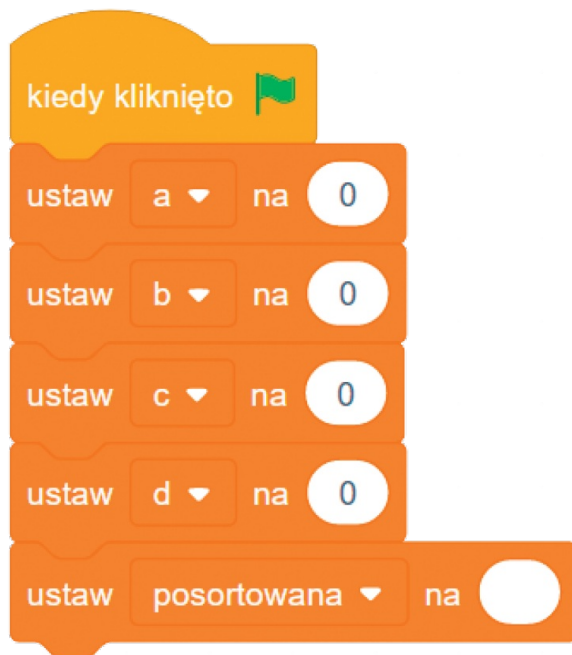 kiedy kliknięto
ustaw a na 0
ustaw b na 0
ustaw c na 0
ustaw d na 0
ustaw posortowana na